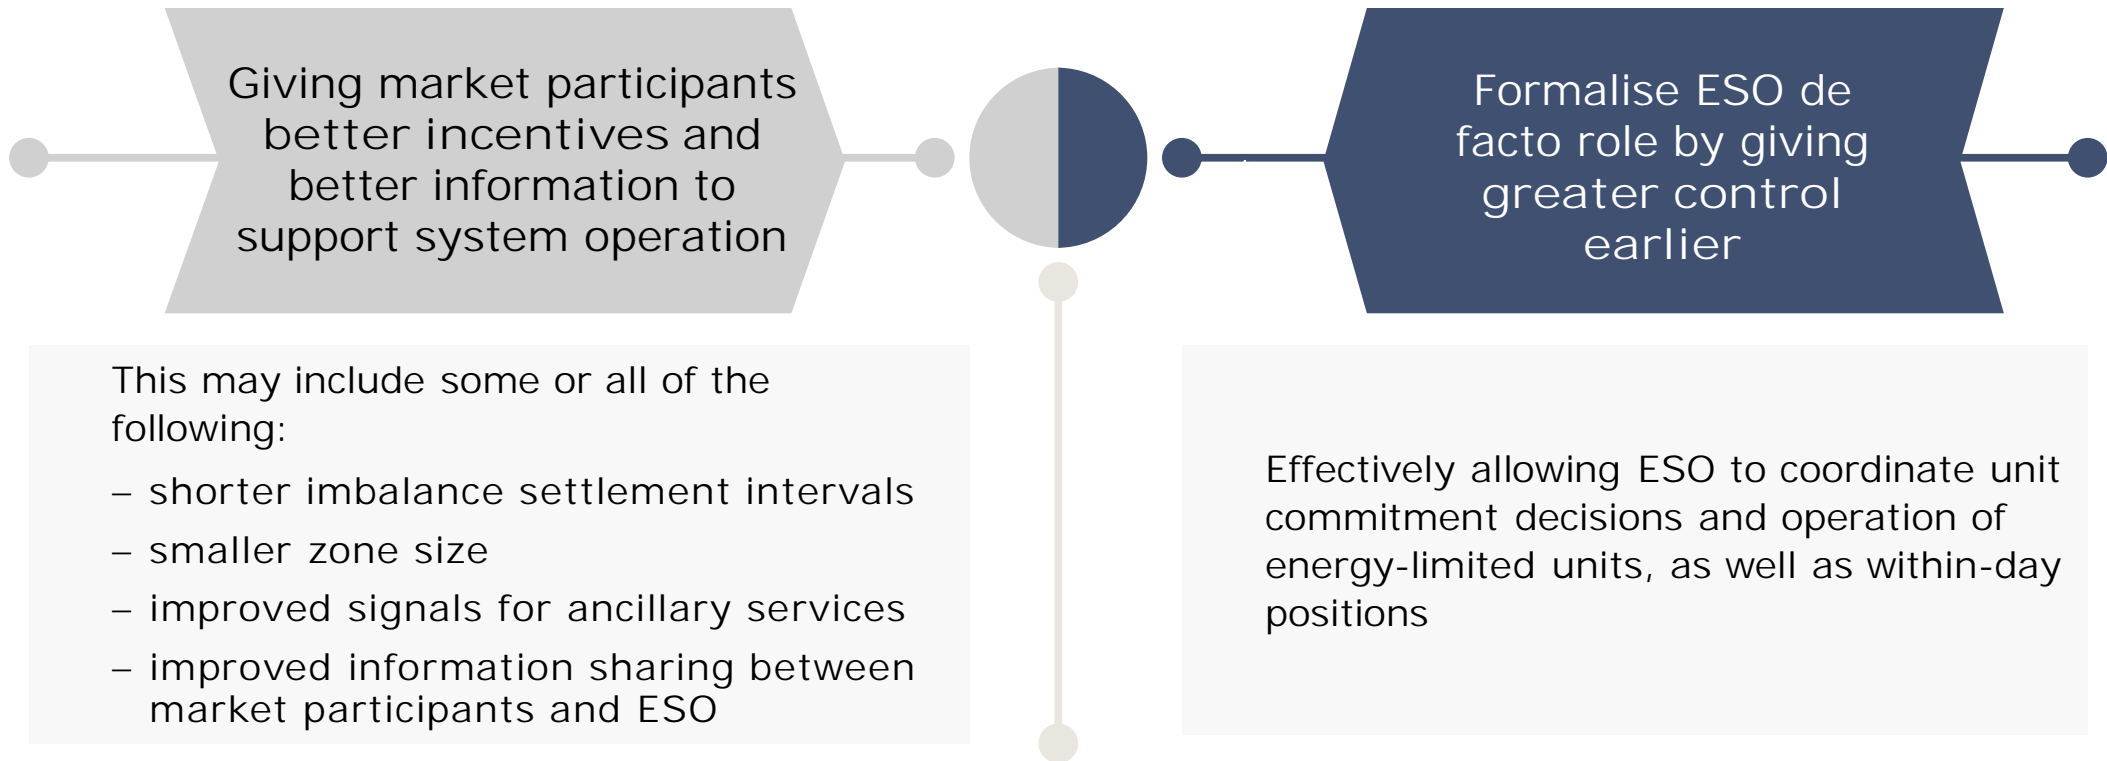 Giving market participants
better incentives and
better information to
support system operation
Formalise ESO de
facto role by giving
greater control
earlier
This may include some or all of the
following:
– shorter imbalance settlement intervals
– smaller zone size
– improved signals for ancillary services
– improved information sharing between
market participants and ESO
Effectively allowing ESO to coordinate unit
commitment decisions and operation of
energy-limited units, as well as within-day
positions